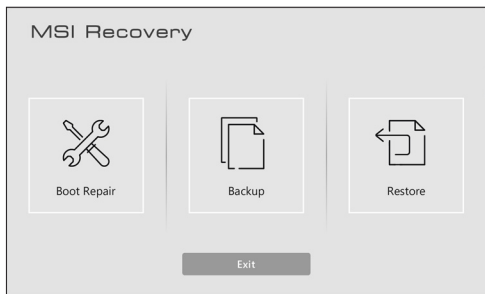 MSI Recovery
Boot Repair
Backup
Restore
Exit